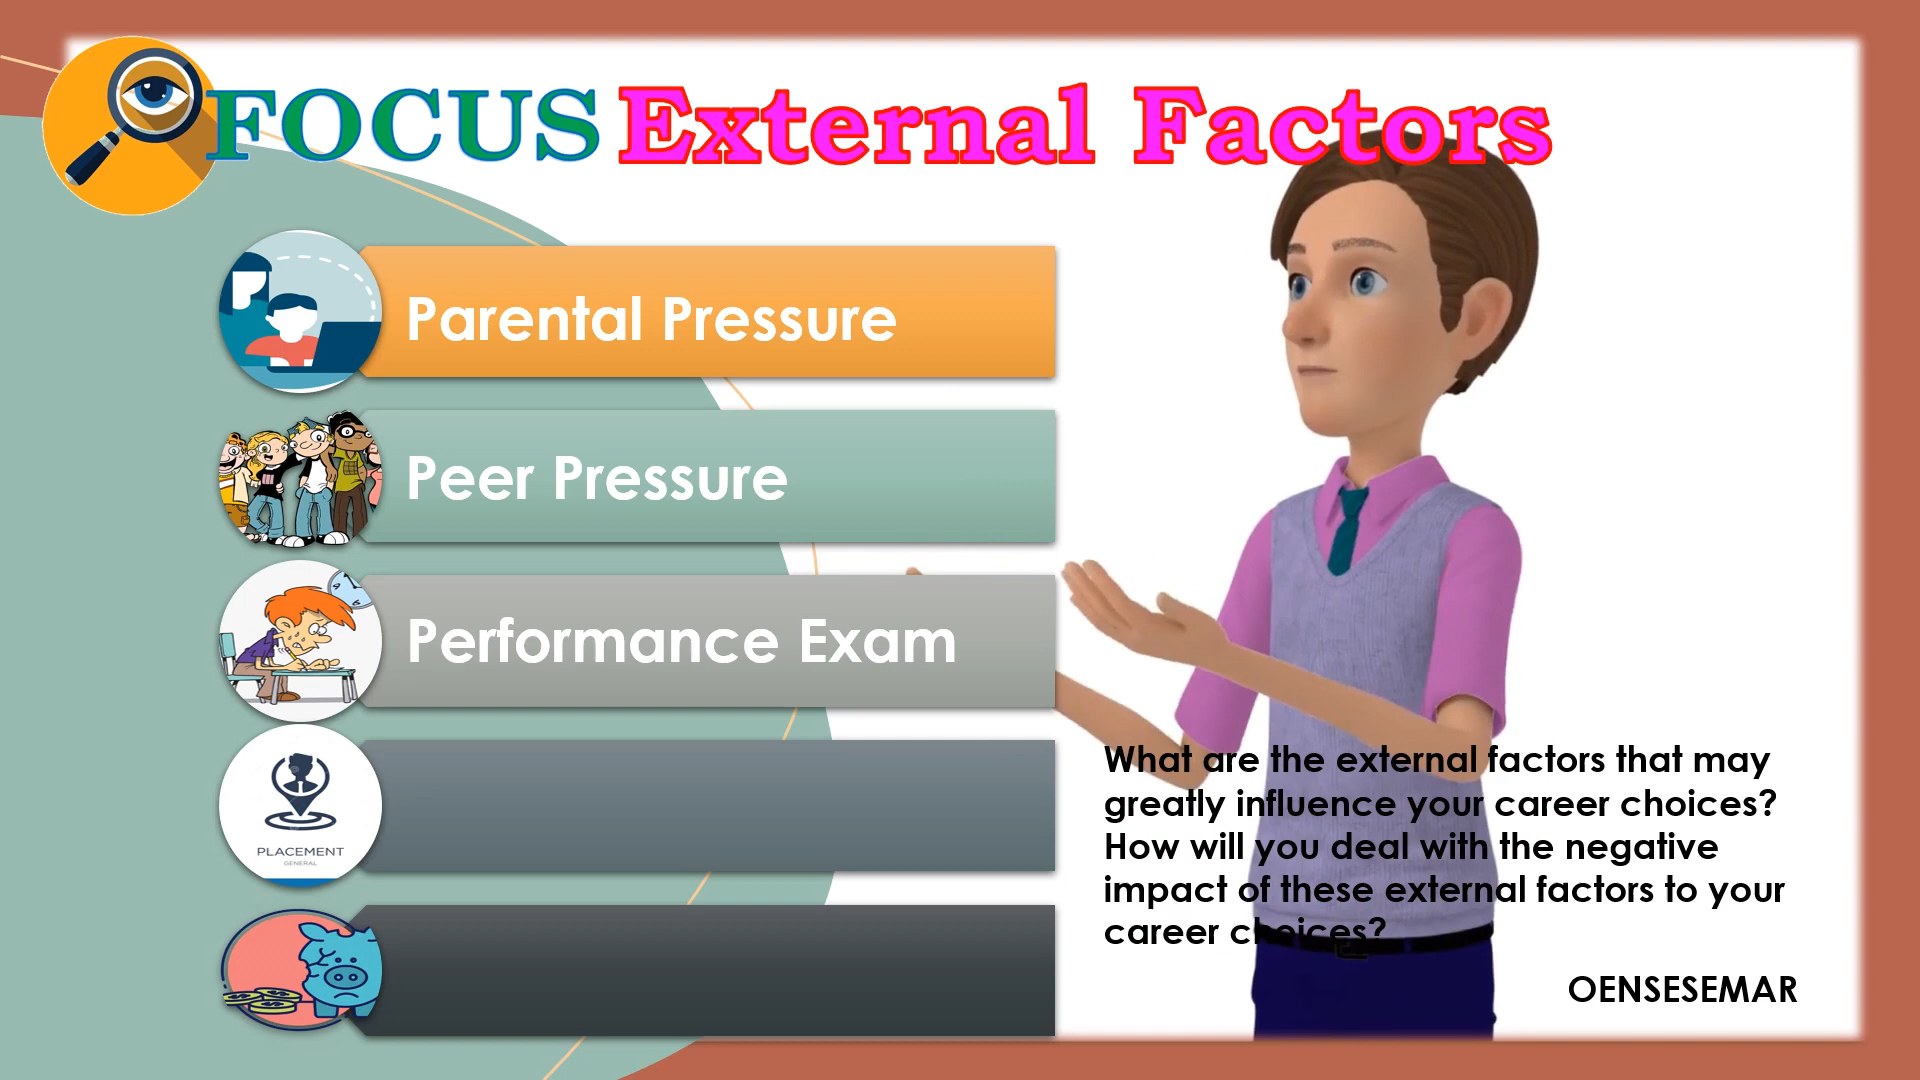 FOCUS External Factors
Parental Pressure
Peer Pressure
Performance Exam
PLACEMENT
GENERAL
What are the external factors that may
greatly influence your career choices?
How will you deal with the negative
impact of these external factors to your
career choices?
OENSESEMAR